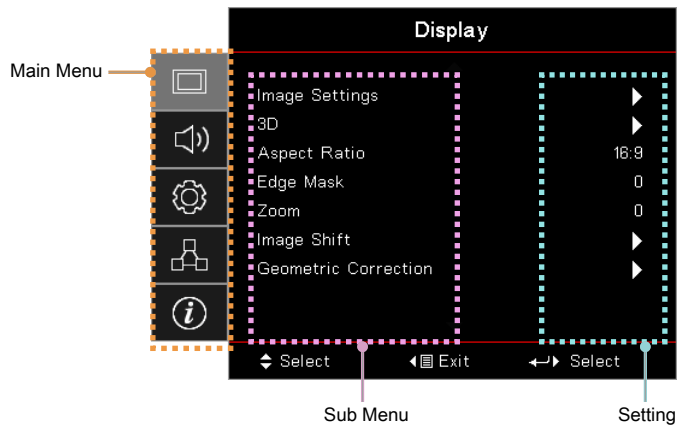 Display
Main Menu
Image Settings
3D
Aspect Ratio 16:9
Edge Mask 0
Zoom 0
Image Shift
Geometric Correction
i
Select Exit Select
Sub Menu Setting